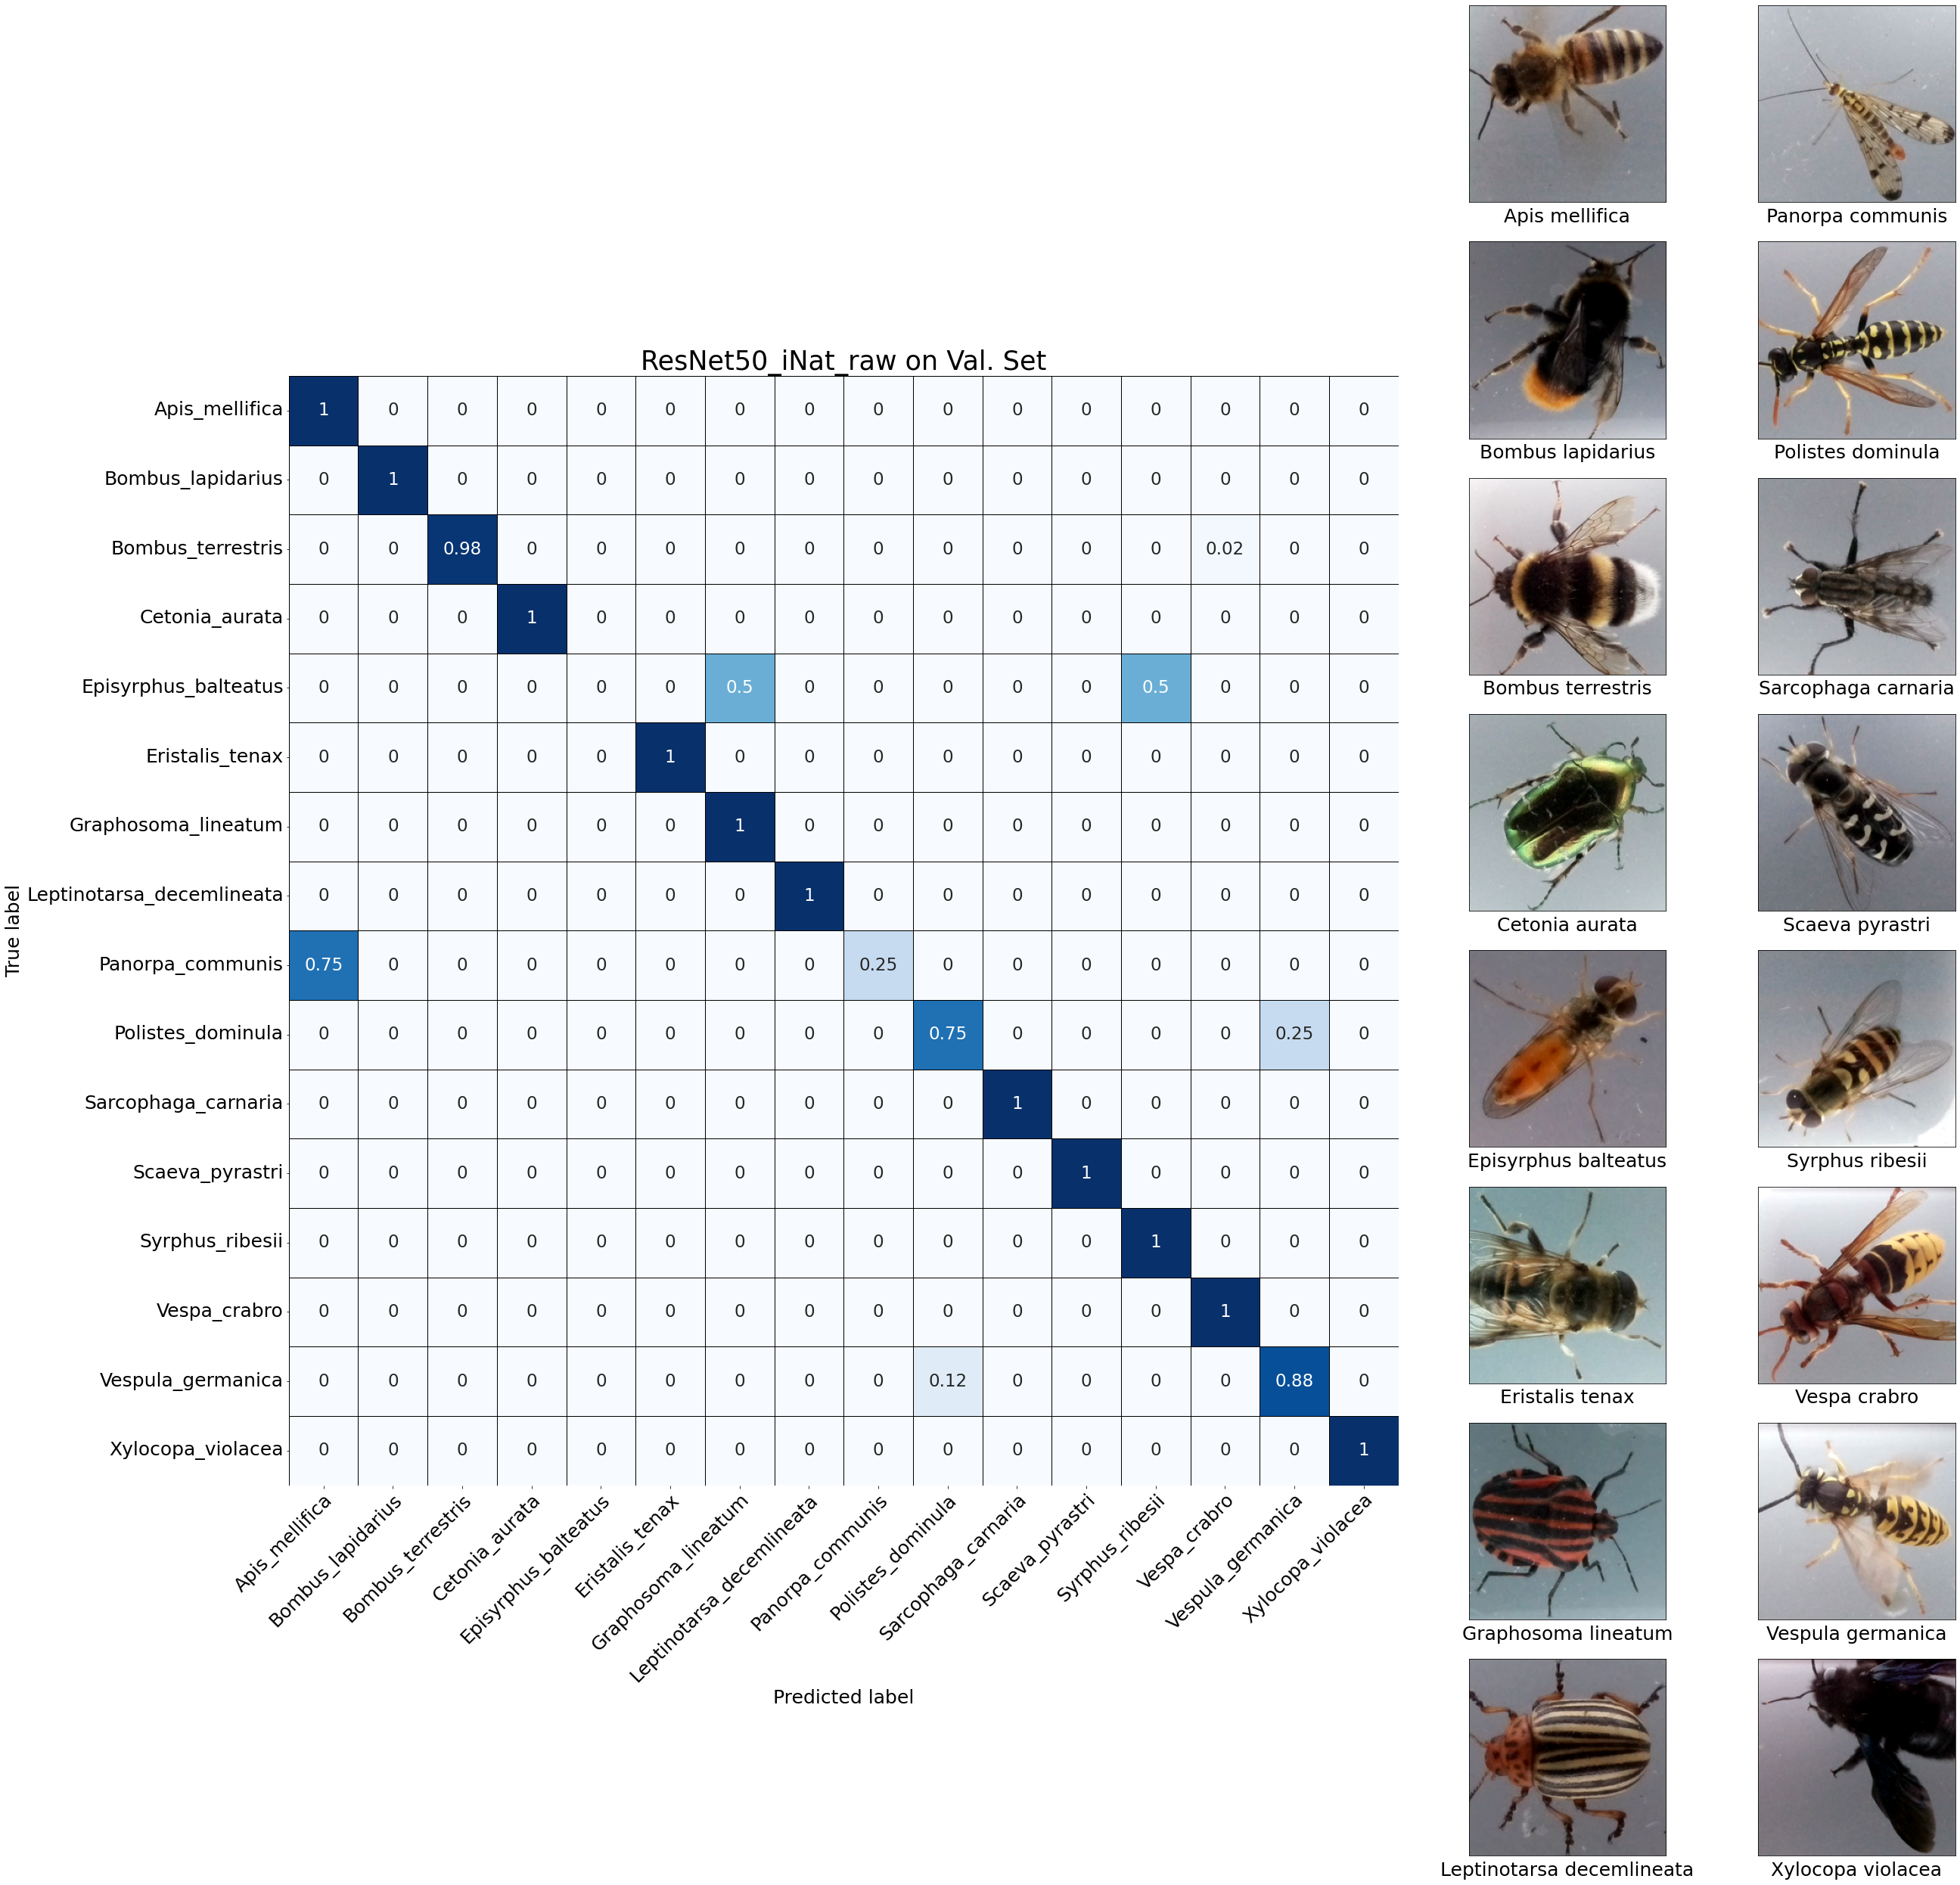 ResNet50_iNat_raw on Val. Set
True label
Apis_mellifica 1 0 0 0 0 0 0 0 0 0 0 0 0 0 0 0
Bombus_lapidarius 0 1 0 0 0 0 0 0 0 0 0 0 0 0 0 0
Bombus_terrestris 0 0 0.98 0 0 0 0 0 0 0 0 0 0 0.02 0 0
Cetonia_aurata 0 0 0 1 0 0 0 0 0 0 0 0 0 0 0 0
Episyrphus_balteatus 0 0 0 0 0 0 0.5 0 0 0 0 0 0.5 0 0 0
Eristalis_tenax 0 0 0 0 0 1 0 0 0 0 0 0 0 0 0 0
Graphosoma_lineatum 0 0 0 0 0 0 1 0 0 0 0 0 0 0 0 0
Leptinotarsa_decemlineata 0 0 0 0 0 0 0 1 0 0 0 0 0 0 0 0
Panorpa_communis 0.75 0 0 0 0 0 0 0 0.25 0 0 0 0 0 0 0
Polistes_dominula 0 0 0 0 0 0 0 0 0 0.75 0 0 0 0 0.25 0
Sarcophaga_carnaria 0 0 0 0 0 0 0 0 0 0 1 0 0 0 0 0
Scaeva_pyrastri 0 0 0 0 0 0 0 0 0 0 0 1 0 0 0 0
Syrphus_ribesii 0 0 0 0 0 0 0 0 0 0 0 0 1 0 0 0
Vespa_crabro 0 0 0 0 0 0 0 0 0 0 0 0 0 1 0 0
Vespula_germanica 0 0 0 0 0 0 0 0 0 0.12 0 0 0 0 0.88 0
Xylocopa_violacea 0 0 0 0 0 0 0 0 0 0 0 0 0 0 0 1
Apis_mellifica
Bombus_lapidarius
Bombus_terrestris
Cetonia_aurata
Episyrphus_balteatus
Eristalis_tenax
Graphosoma_lineatum
Leptinotarsa_decemlineata
Panorpa_communis
Polistes_dominula
Sarcophaga_carnaria
Scaeva_pyrastri
Syrphus_ribesii
Vespa_crabro
Vespula_germanica
Xylocopa_violacea
Predicted label
Apis mellifica
Panorpa communis
Bombus lapidarius
Polistes dominula
Bombus terrestris
Sarcophaga carnaria
Cetonia aurata
Scaeva pyrastri
Episyrphus balteatus
Syrphus ribesii
Eristalis tenax
Vespa crabro
Graphosoma lineatum
Vespula germanica
Leptinotarsa decemlineata
Xylocopa violacea